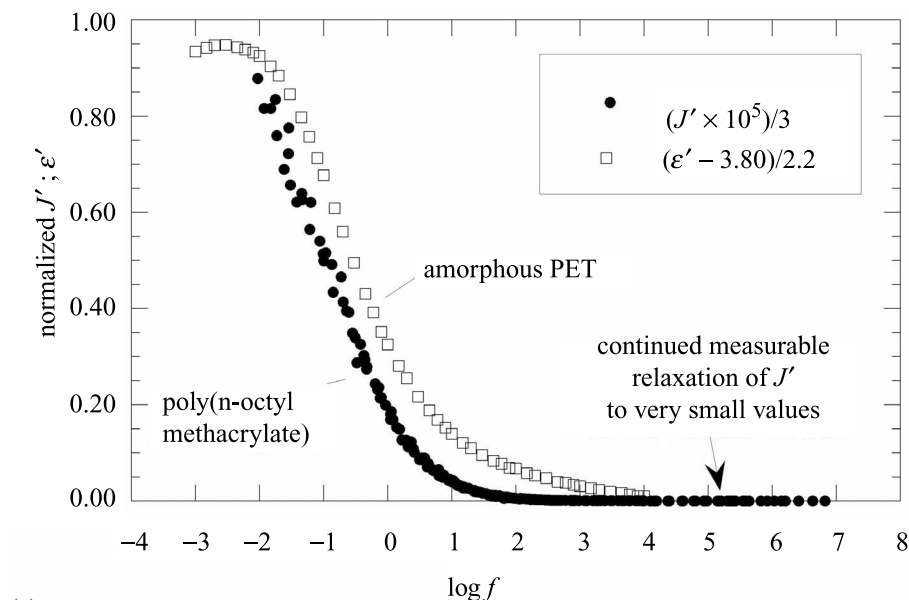 1.00
0.80
0.60
0.40
0.20
0.00
normalized J′ ; ε′
(J′ × 10⁵)/3
(ε′ − 3.80)/2.2
amorphous PET
continued measurable
relaxation of J′
to very small values
poly(n-octyl
methacrylate)
−4 −3 −2 −1 0 1 2 3 4 5 6 7 8
log f